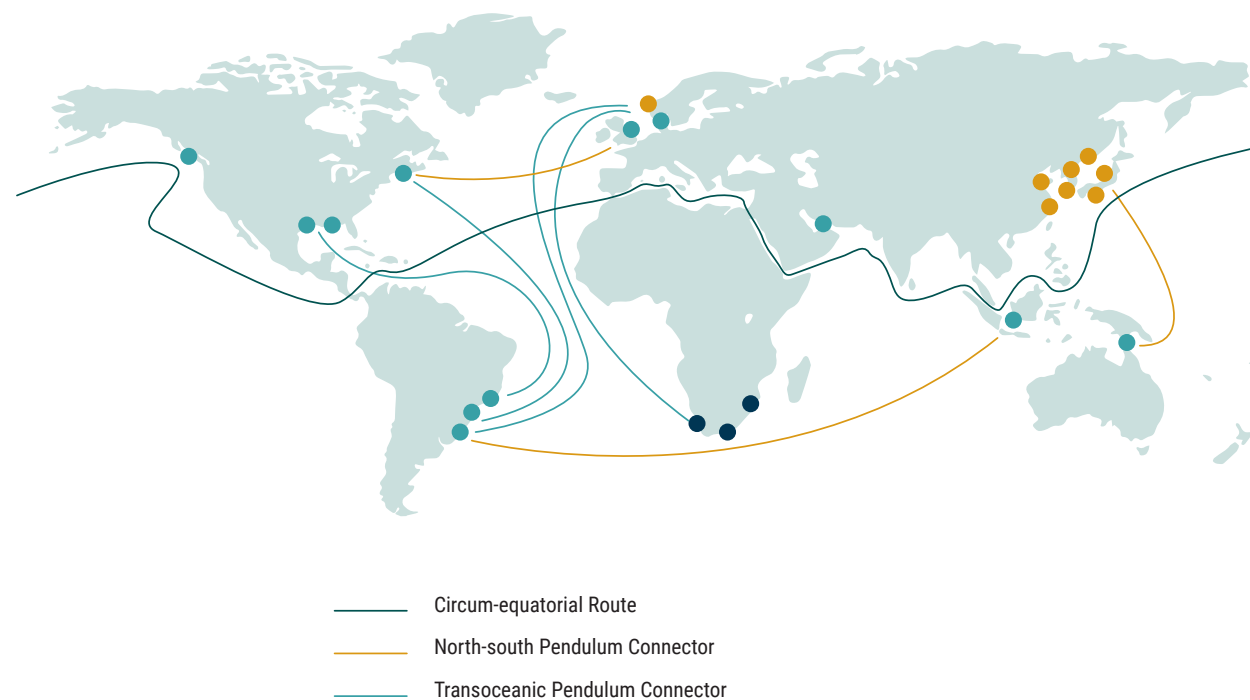 Circum-equatorial Route
North-south Pendulum Connector
Transoceanic Pendulum Connector